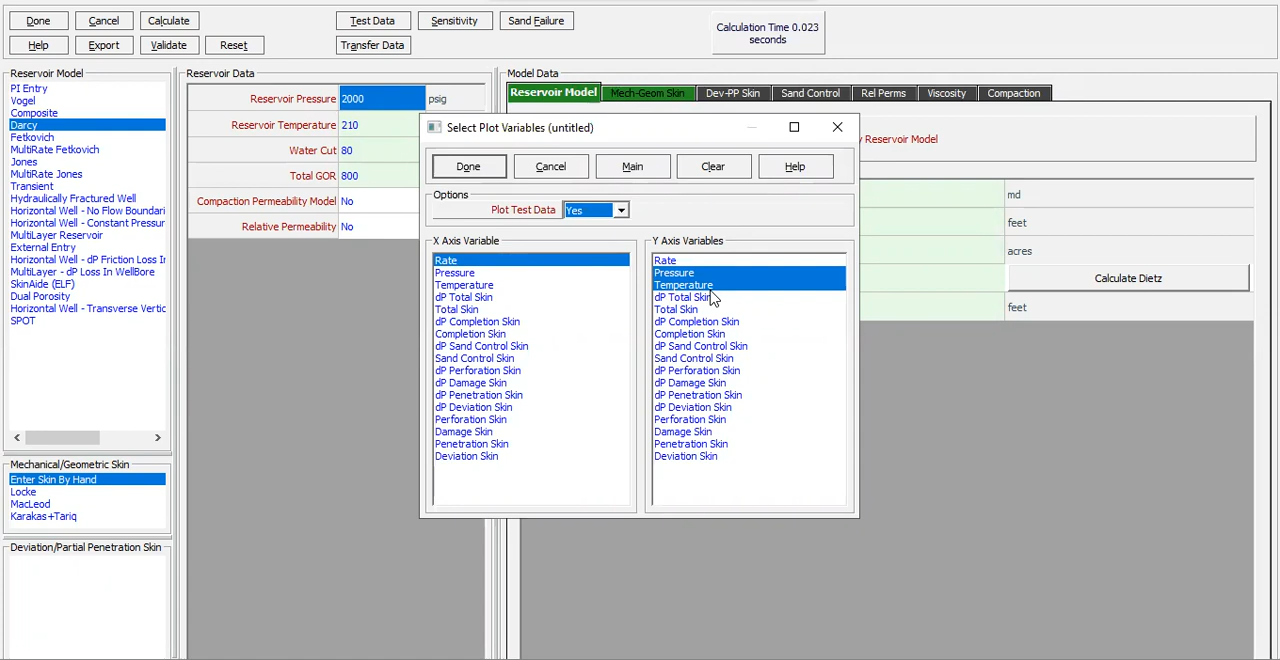 Done
Cancel
Calculate
Test Data
Sensitivity
Sand Failure
Calculation Time 0.023
seconds
Help
Export
Validate
Reset
Transfer Data
Reservoir Model
PI Entry
Vogel
Composite
Darcy
Fetkovich
MultiRate Fetkovich
Jones
MultiRate Jones
Transient
Hydraulically Fractured Well
Horizontal Well - No Flow Boundari
Horizontal Well - Constant Pressur
MultiLayer Reservoir
External Entry
Horizontal Well - dP Friction Loss Ir
MultiLayer - dP Loss In WellBore
SkinAide (ELF)
Dual Porosity
Horizontal Well - Transverse Vertic
SPOT
Mechanical/Geometric Skin
Enter Skin By Hand
Locke
MacLeod
Karakas+Tariq
Deviation/Partial Penetration Skin
Reservoir Data
Reservoir Pressure 2000 psig
Reservoir Temperature 210
Water Cut 80
Total GOR 800
Compaction Permeability Model No
Relative Permeability No
Model Data
Reservoir Model
Mech-Geom Skin
Dev-PP Skin
Sand Control
Rel Perms
Viscosity
Compaction
y Reservoir Model
md
feet
acres
Calculate Dietz
feet
Select Plot Variables (untitled)
Done
Cancel
Main
Clear
Help
Options
Plot Test Data Yes
X Axis Variable
Rate
Pressure
Temperature
dP Total Skin
Total Skin
dP Completion Skin
Completion Skin
dP Sand Control Skin
Sand Control Skin
dP Perforation Skin
dP Damage Skin
dP Penetration Skin
dP Deviation Skin
Perforation Skin
Damage Skin
Penetration Skin
Deviation Skin
Y Axis Variables
Rate
Pressure
Temperature
dP Total Skin
Total Skin
dP Completion Skin
Completion Skin
dP Sand Control Skin
Sand Control Skin
dP Perforation Skin
dP Damage Skin
dP Penetration Skin
dP Deviation Skin
Perforation Skin
Damage Skin
Penetration Skin
Deviation Skin